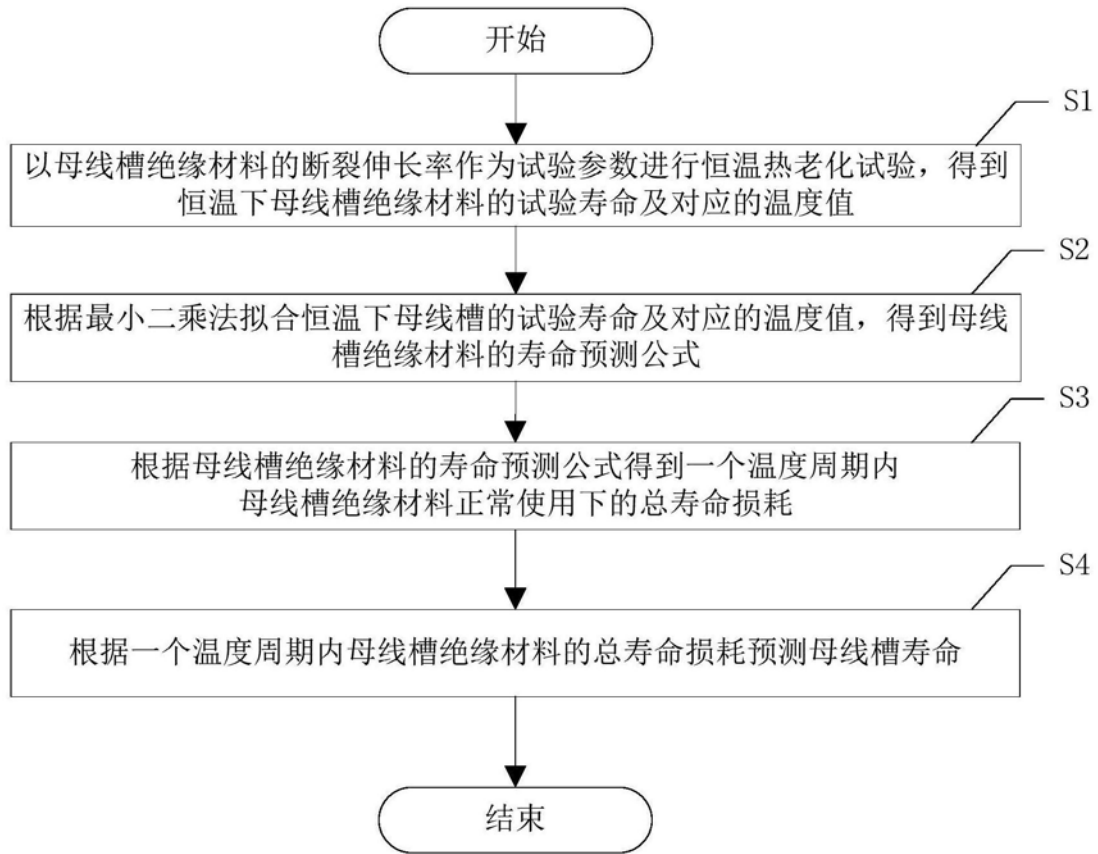 开始
S1
以母线槽绝缘材料的断裂伸长率作为试验参数进行恒温热老化试验，得到
恒温下母线槽绝缘材料的试验寿命及对应的温度值
S2
根据最小二乘法拟合恒温下母线槽的试验寿命及对应的温度值，得到母线
槽绝缘材料的寿命预测公式
S3
根据母线槽绝缘材料的寿命预测公式得到一个温度周期内
母线槽绝缘材料正常使用下的总寿命损耗
S4
根据一个温度周期内母线槽绝缘材料的总寿命损耗预测母线槽寿命
结束